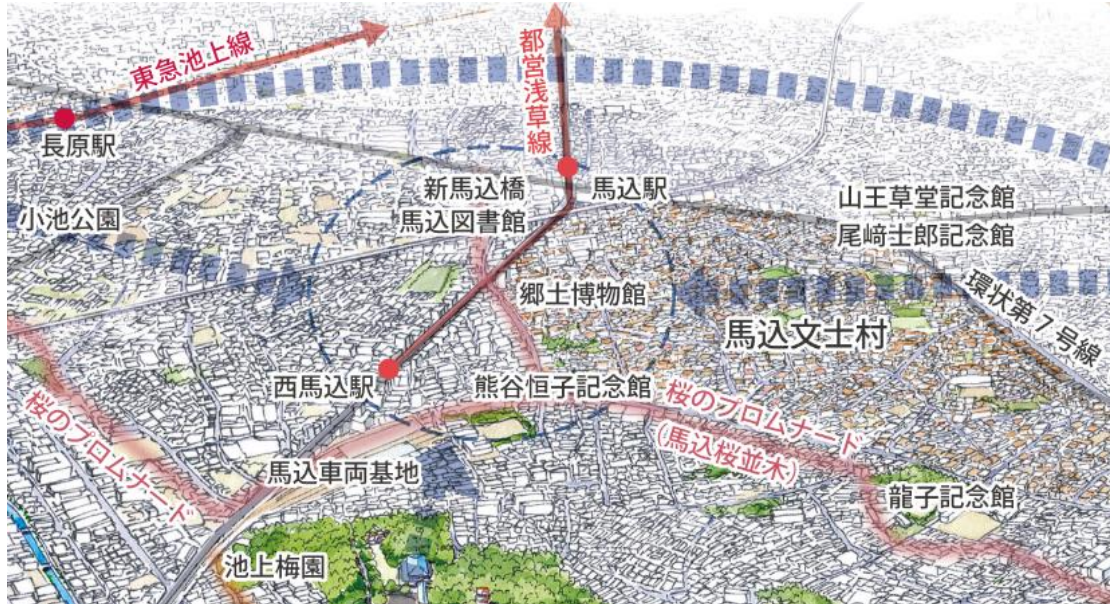 東急池上線
都営浅草線
長原駅
新馬込橋
馬込駅
山王草堂記念館
小池公園
馬込図書館
尾﨑士郎記念館
郷土博物館
環状第7号線
馬込文士村
西馬込駅
熊谷恒子記念館
桜のプロムナード
桜のプロムナード
(馬込桜並木)
馬込車両基地
龍子記念館
池上梅園